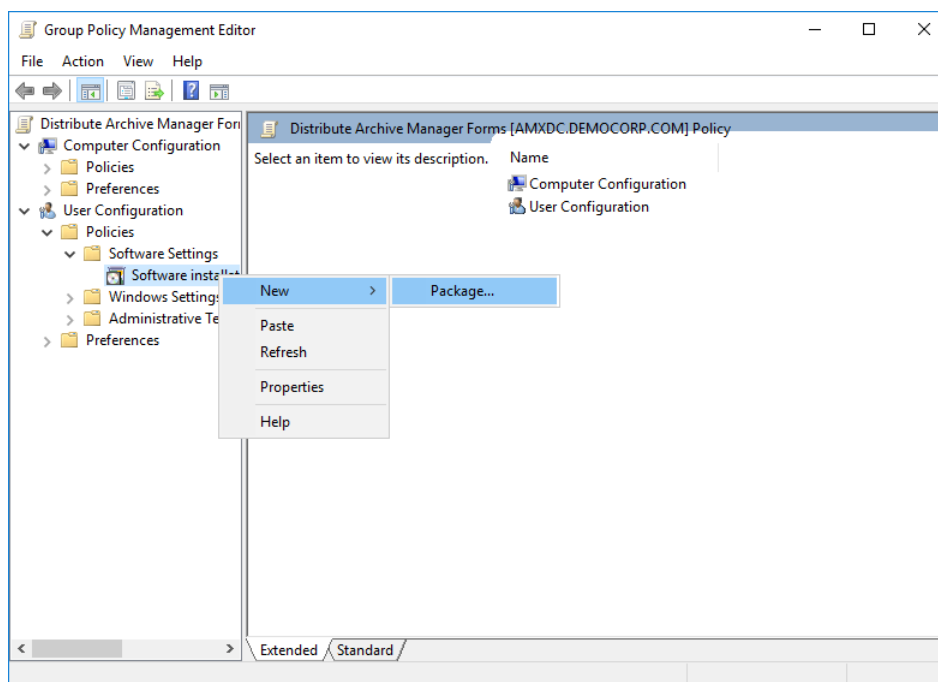 Group Policy Management Editor
File Action View Help
Distribute Archive Manager Forn
Computer Configuration
Policies
Preferences
User Configuration
Policies
Software Settings
Software installat
Windows Settings
Administrative Te
Preferences
Distribute Archive Manager Forms [AMXDC.DEMOCORP.COM] Policy
Select an item to view its description.
Name
Computer Configuration
User Configuration
New
Package...
Paste
Refresh
Properties
Help
Extended
Standard